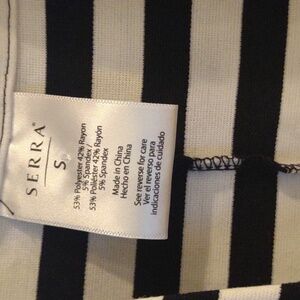 SERRA®
S
53% Polyester 42% Rayon
5% Spandex /
53% Poliéster 42% Rayón
5% Spandex
Made in China
Hecho en China
See reverse for care
Ver el reverso para
indicaciones de cuidado